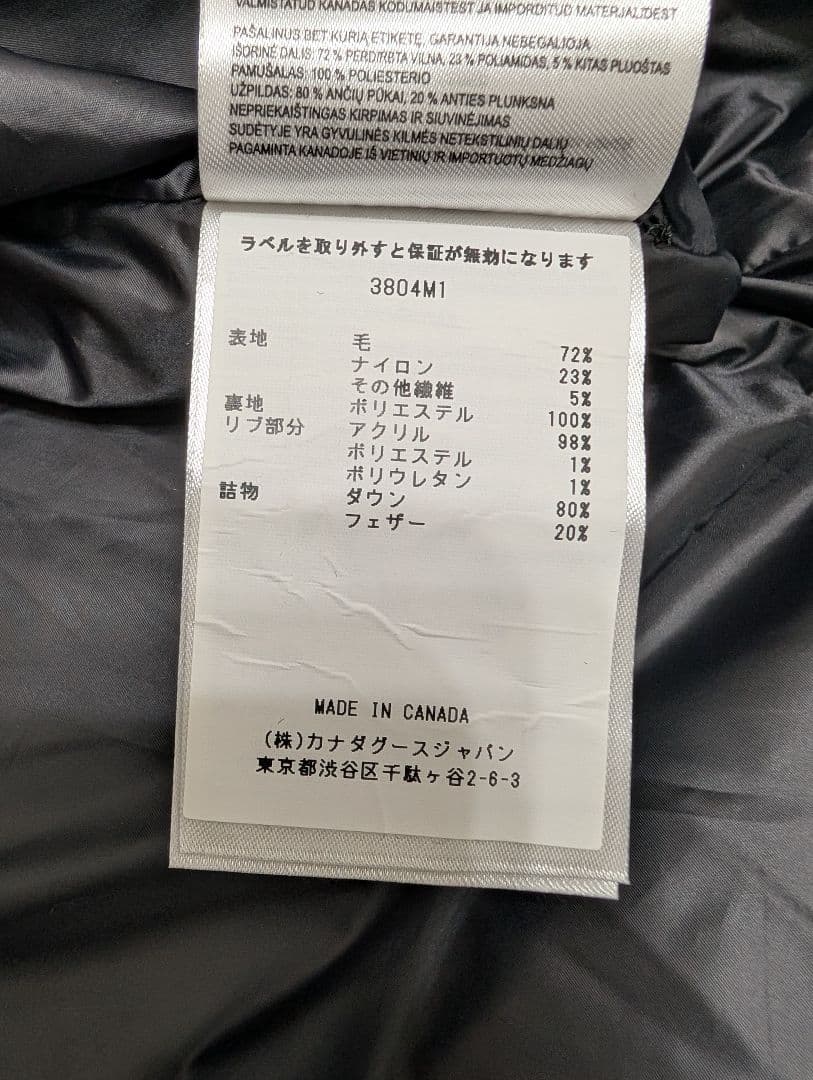 VALMISTATUD KANADAS KODUMAISTEST JA IMPORDITUD MATERJALIDEST
PAŠALINUS BET KURIĄ ETIKETĘ, GARANTIJA NEBEGALIOJA
IŠORINĖ DALIS: 72 % PERDIRBTA VILNA, 23 % POLIAMIDAS, 5 % KITAS PLUOŠTAS
PAMUŠALAS: 100 % POLIESTERIO
UŽPILDAS: 80 % ANČIŲ PŪKAI, 20 % ANTIES PLUNKSNA
NEPRIEKAIŠTINGAS KIRPIMAS IR SIUVINĖJIMAS
SUDĖTYJE YRA GYVULINĖS KILMĖS NETEKSTILINIŲ DALIŲ
PAGAMINTA KANADOJE IŠ VIETINIŲ IR IMPORTUOTŲ MEDŽIAGŲ
ラベルを取り外すと保証が無効になります
3804M1
表地 毛 72%
ナイロン 23%
その他繊維 5%
裏地 ポリエステル 100%
リブ部分 アクリル 98%
ポリエステル 1%
ポリウレタン 1%
詰物 ダウン 80%
フェザー 20%
MADE IN CANADA
(株)カナダグースジャパン
東京都渋谷区千駄ヶ谷2-6-3